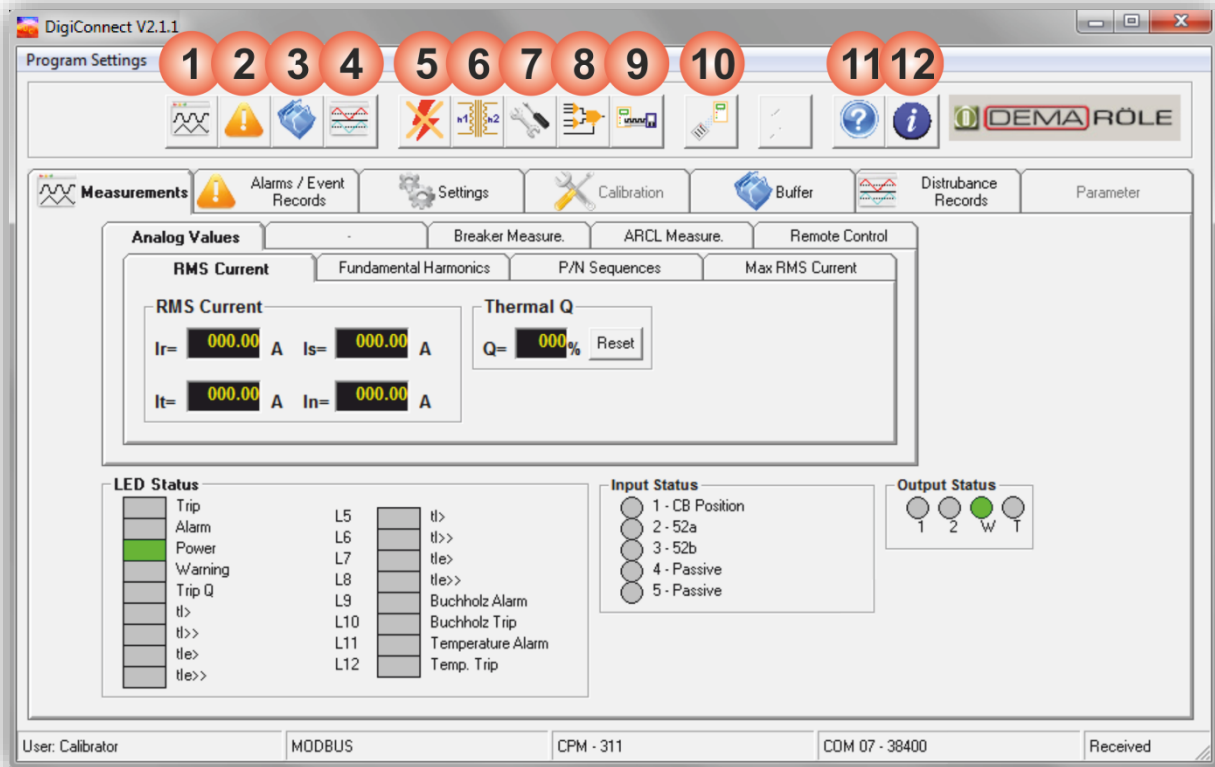 DigiConnect V2.1.1
Program Settings
1 2 3 4 5 6 7 8 9 10 11 12
h1 h2
DEMA RÖLE
Measurements
Alarms / Event
Records
Settings
Calibration
Buffer
Distrubance
Records
Parameter
Analog Values
-
Breaker Measure.
ARCL Measure.
Remote Control
RMS Current
Fundamental Harmonics
P/N Sequences
Max RMS Current
RMS Current
Ir= 000.00 A Is= 000.00 A
It= 000.00 A In= 000.00 A
Thermal Q
Q= 000 % Reset
LED Status
Trip
Alarm
Power
Warning
Trip Q
tI>
tI>>
tIe>
tIe>>
L5 tI>
L6 tI>>
L7 tIe>
L8 tIe>>
L9 Buchholz Alarm
L10 Buchholz Trip
L11 Temperature Alarm
L12 Temp. Trip
Input Status
1 - CB Position
2 - 52a
3 - 52b
4 - Passive
5 - Passive
Output Status
1 2 W T
User: Calibrator
MODBUS
CPM - 311
COM 07 - 38400
Received